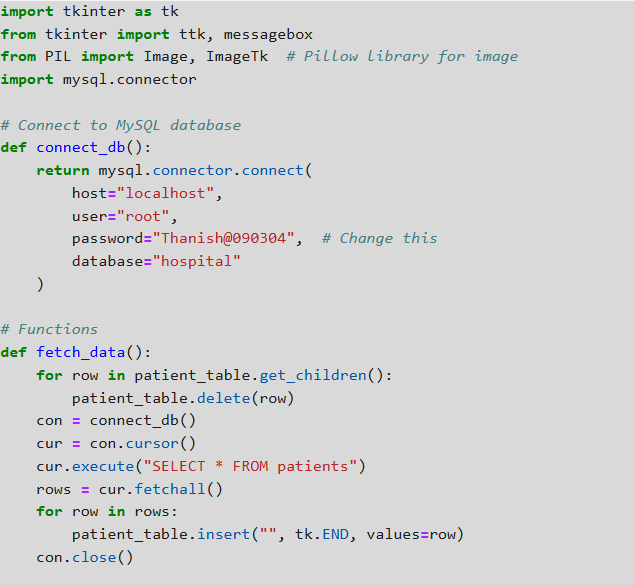 import tkinter as tk
from tkinter import ttk, messagebox
from PIL import Image, ImageTk  # Pillow library for image
import mysql.connector

# Connect to MySQL database
def connect_db():
    return mysql.connector.connect(
        host="localhost",
        user="root",
        password="Thanish@090304",  # Change this
        database="hospital"
    )

# Functions
def fetch_data():
    for row in patient_table.get_children():
        patient_table.delete(row)
    con = connect_db()
    cur = con.cursor()
    cur.execute("SELECT * FROM patients")
    rows = cur.fetchall()
    for row in rows:
        patient_table.insert("", tk.END, values=row)
    con.close()